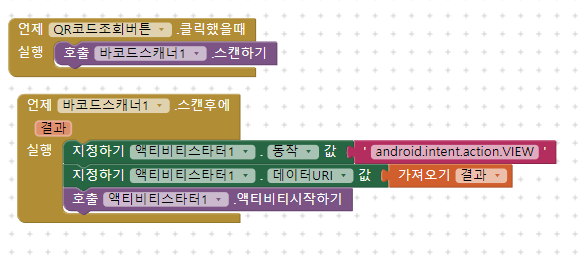 언제 QR코드조회버튼 .클릭했을때
실행 호출 바코드스캐너1 .스캔하기
언제 바코드스캐너1 .스캔후에
결과
실행 지정하기 액티비티스타터1 . 동작 값 ' android.intent.action.VIEW '
지정하기 액티비티스타터1 . 데이터URI 값 가져오기 결과
호출 액티비티스타터1 .액티비티시작하기